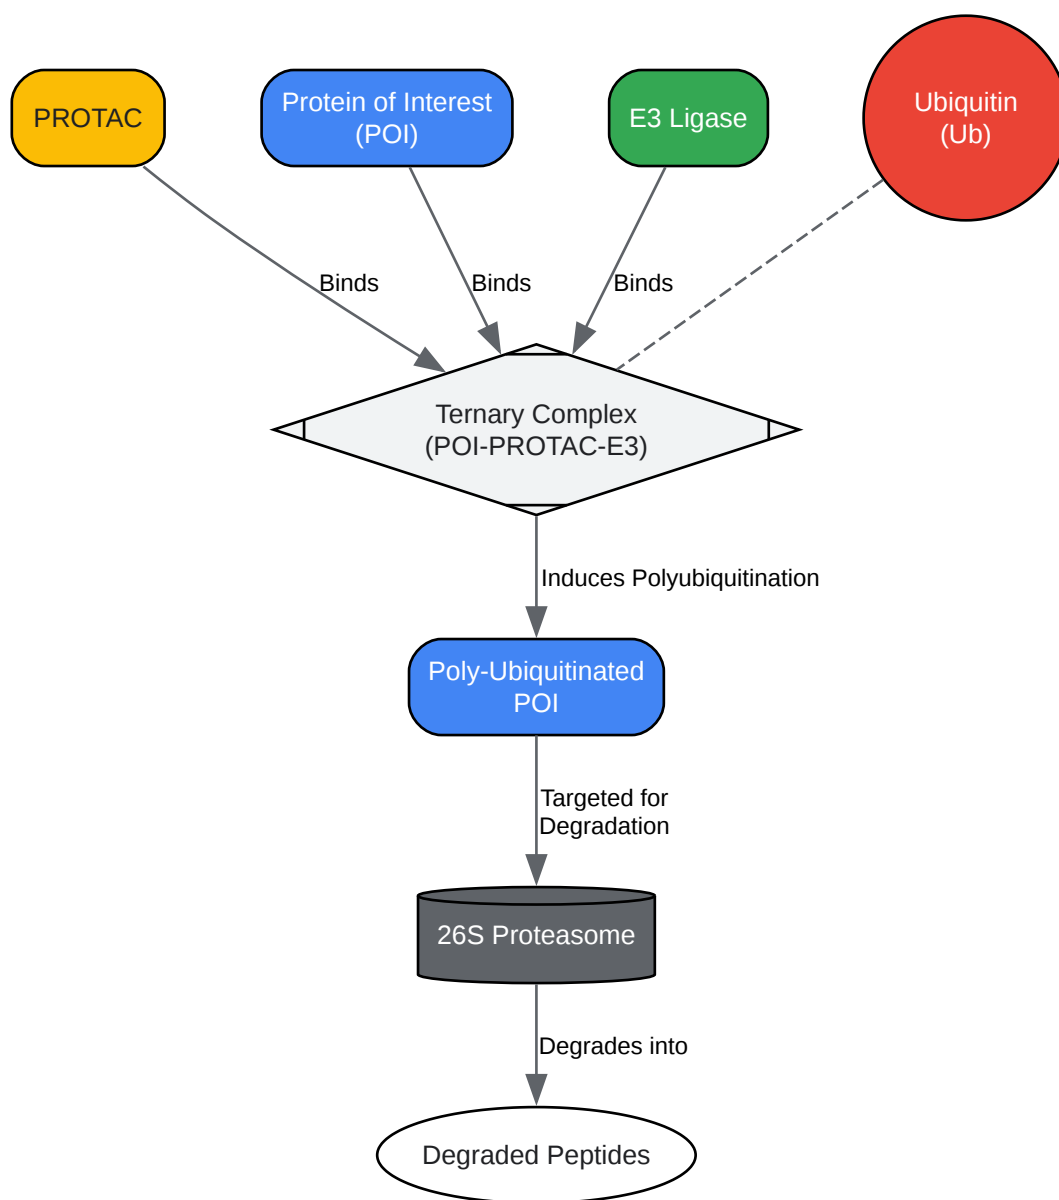 PROTAC
Protein of Interest
(POI)
E3 Ligase
Ubiquitin
(Ub)
Binds
Binds
Binds
Ternary Complex
(POI-PROTAC-E3)
Induces Polyubiquitination
Poly-Ubiquitinated
POI
Targeted for
Degradation
26S Proteasome
Degrades into
Degraded Peptides